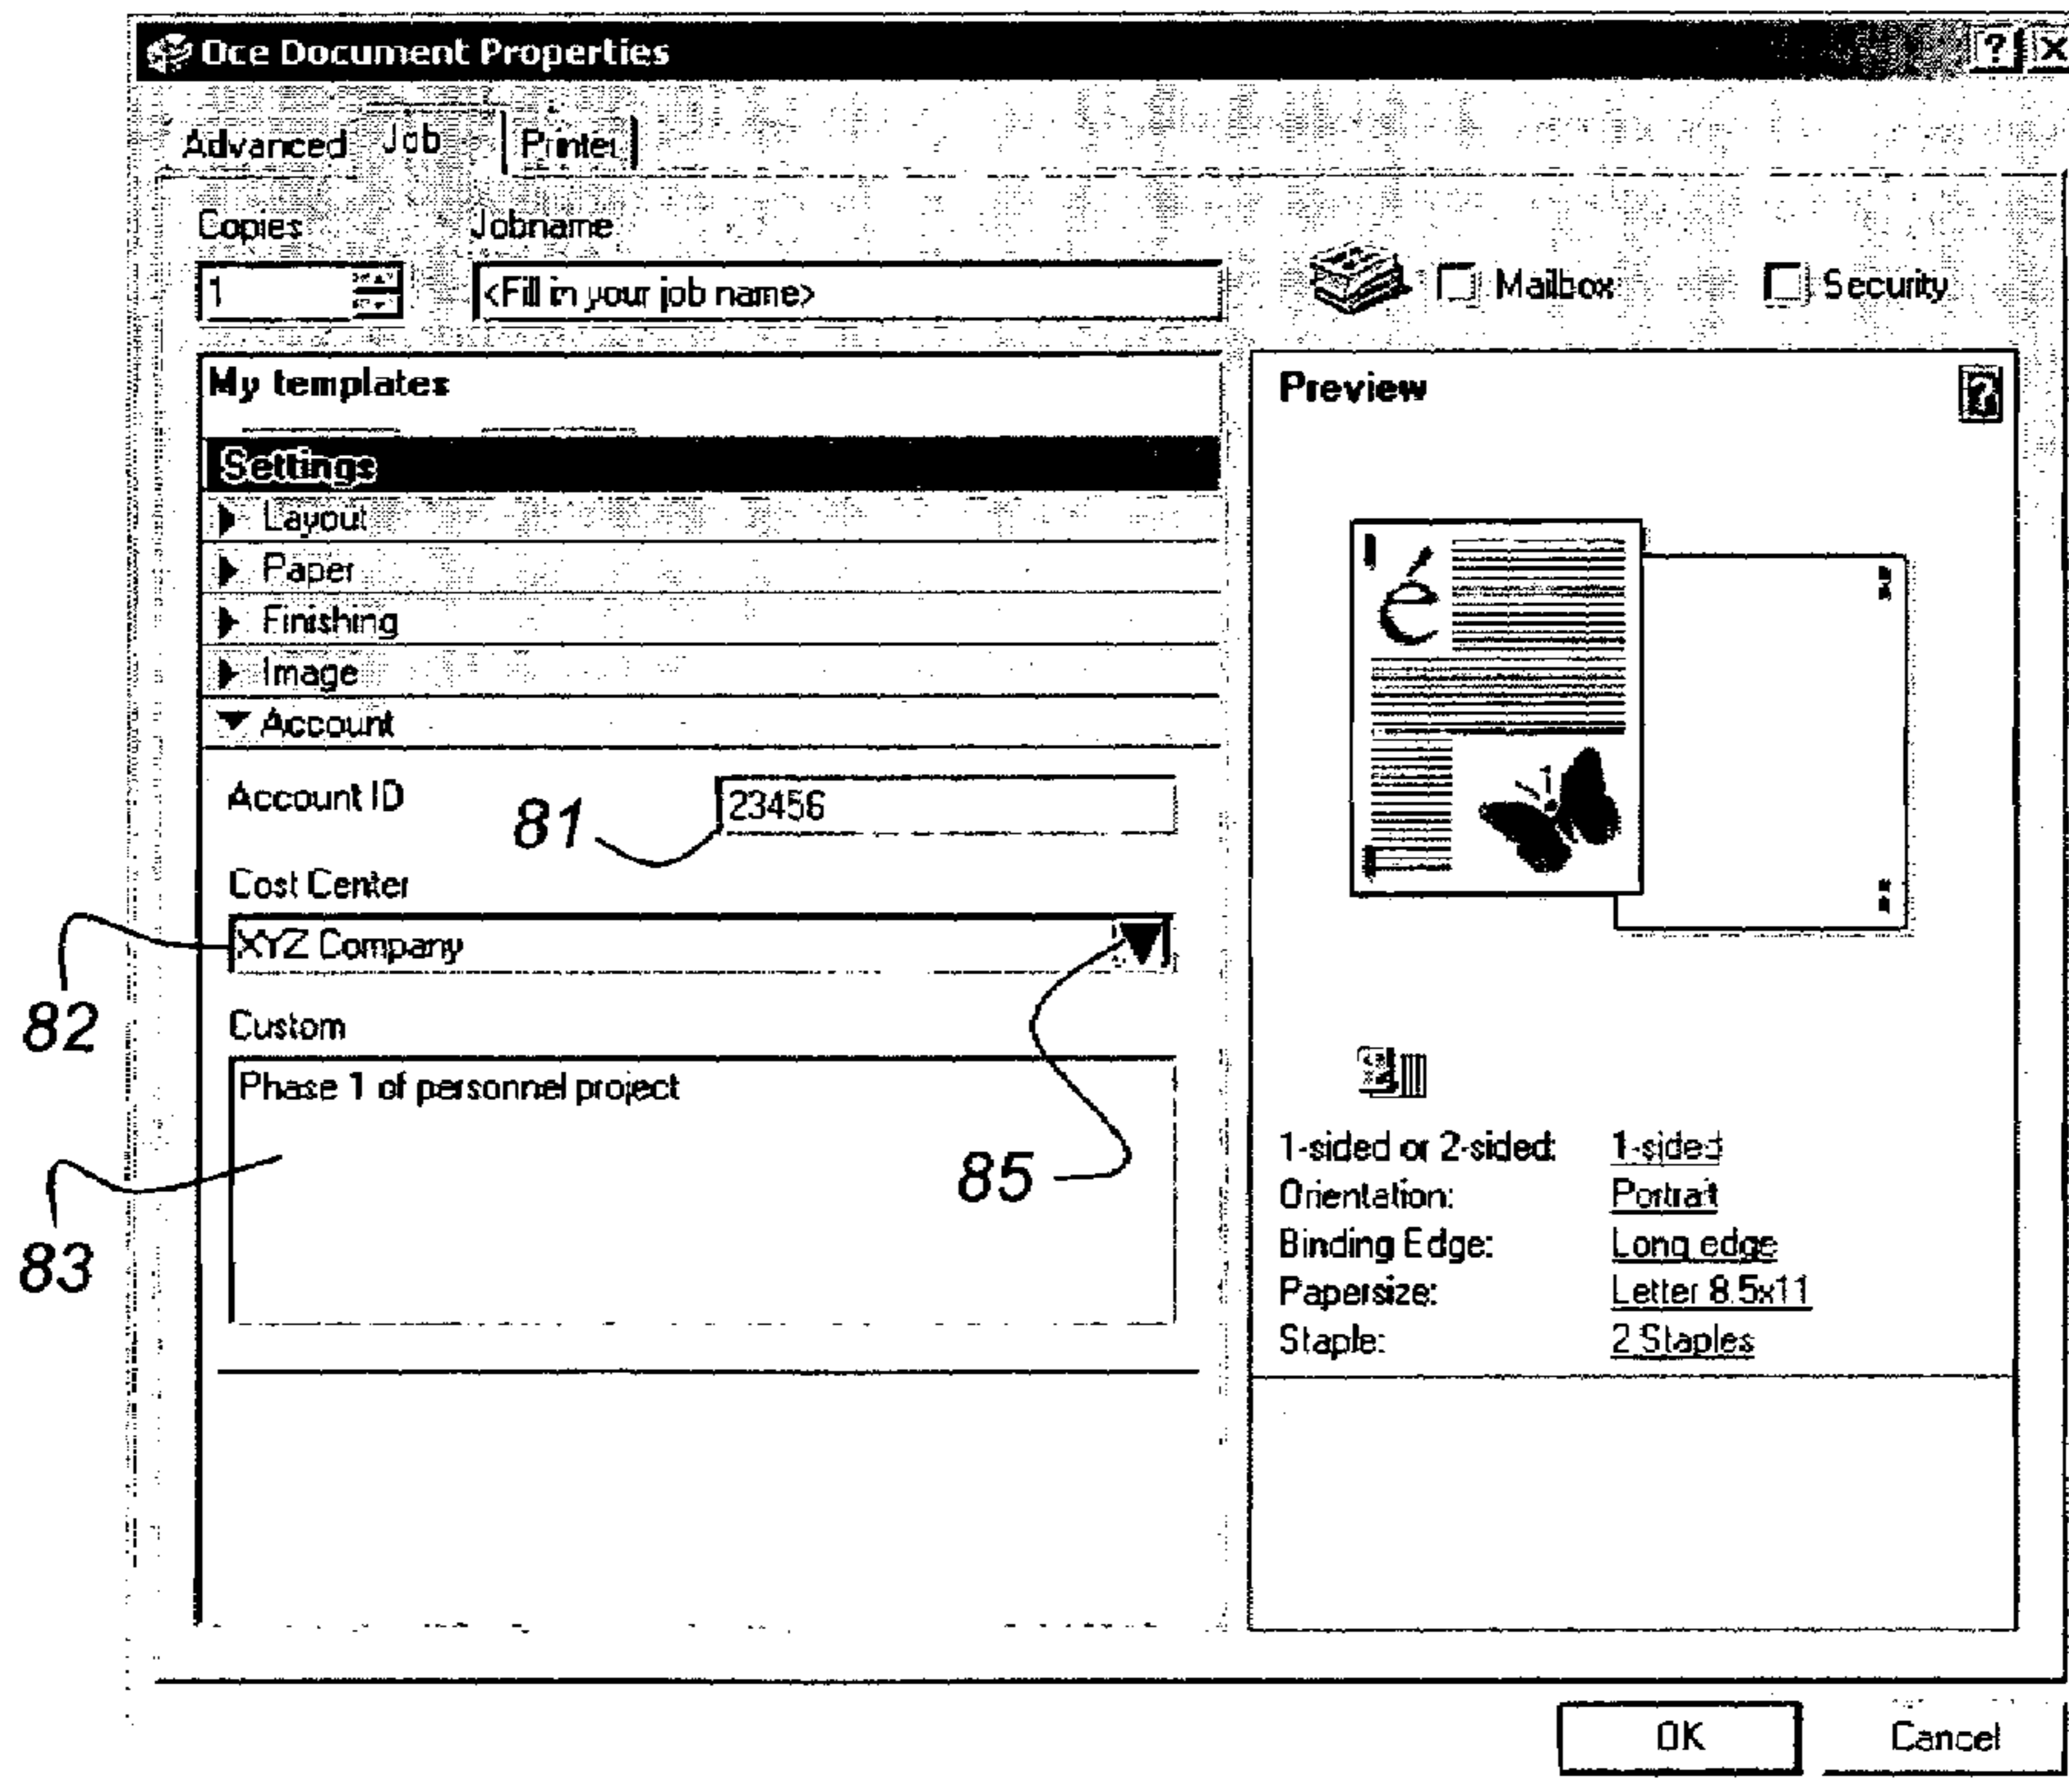 Oce Document Properties
Advanced Job Printer
Copies Jobname
1 <Fill in your job name> Mailbox Security
My templates
Settings
Layout
Paper
Finishing
Image
Account
Account ID 23456
81
Cost Center
XYZ Company
82
Custom
Phase 1 of personnel project
83
85
Preview
é
1-sided or 2-sided: 1-sided
Orientation: Portrait
Binding Edge: Long edge
Papersize: Letter 8.5x11
Staple: 2 Staples
OK Cancel